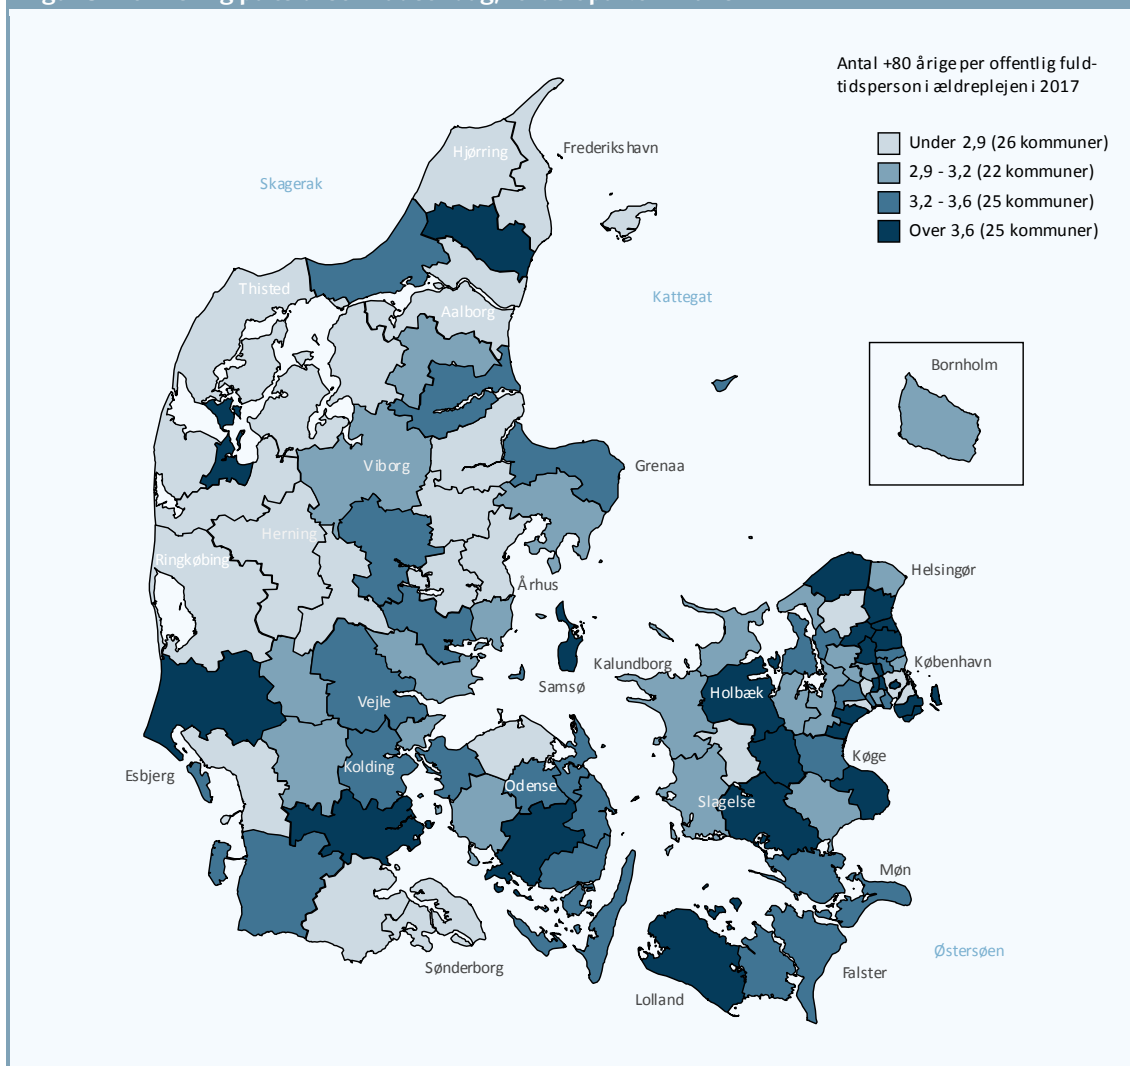 Antal +80 årige per offentlig fuld-
tidsperson i ældreplejen i 2017
Under 2,9 (26 kommuner)
2,9 - 3,2 (22 kommuner)
3,2 - 3,6 (25 kommuner)
Over 3,6 (25 kommuner)
Hjørring
Frederikshavn
Skagerak
Thisted
Kattegat
Aalborg
Bornholm
Viborg
Grenaa
Herning
Ringkøbing
Århus
Helsingør
Kalundborg
København
Samsø
Holbæk
Vejle
Køge
Esbjerg
Kolding
Odense
Slagelse
Møn
Østersøen
Sønderborg
Falster
Lolland